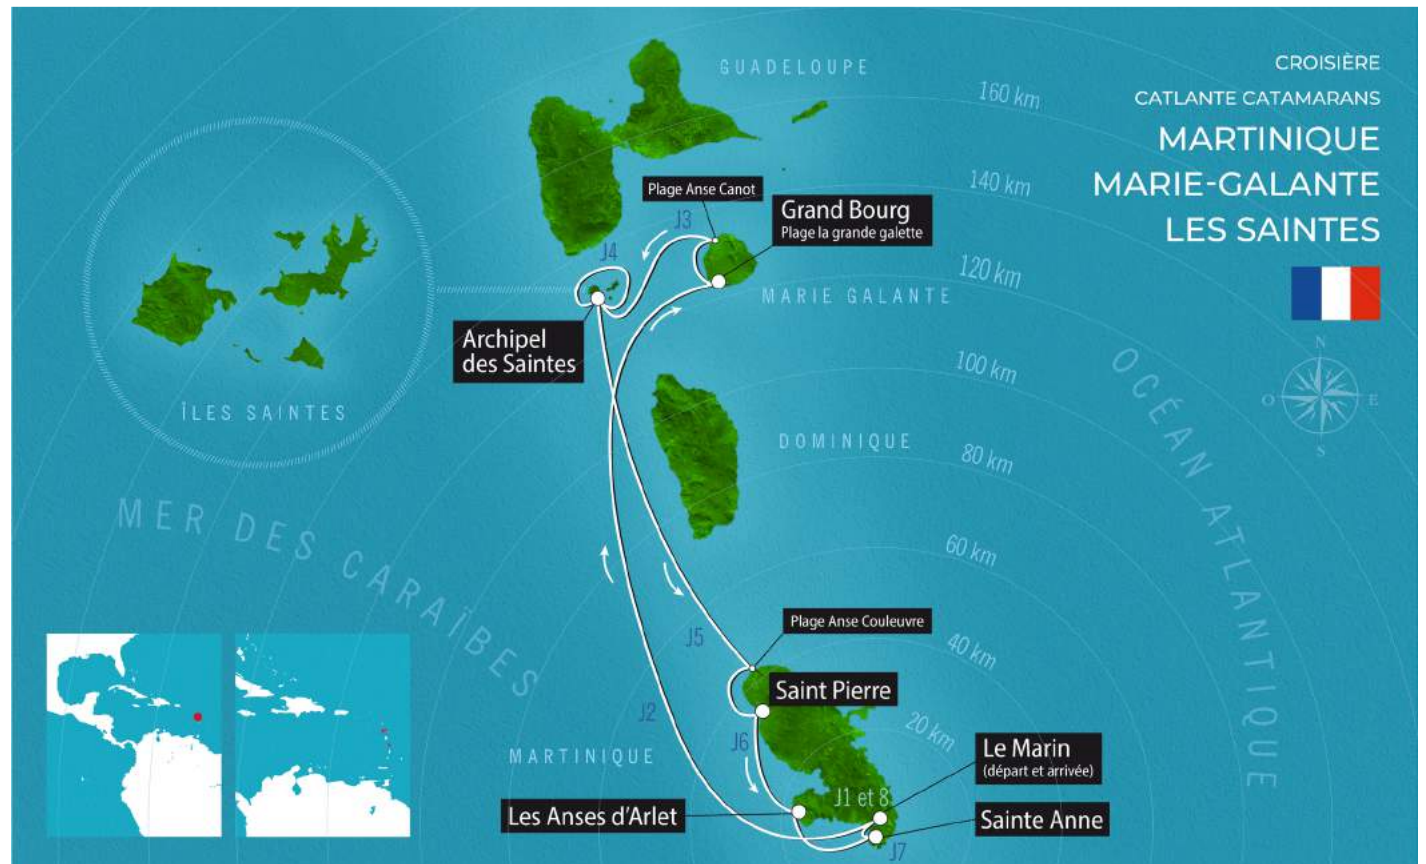 CROISIÈRE
CATLANTE CATAMARANS
MARTINIQUE
MARIE-GALANTE
LES SAINTES
GUADELOUPE
160 km
140 km
120 km
100 km
80 km
60 km
40 km
20 km
Plage Anse Canot
Grand Bourg
Plage la grande galette
J3
J4
MARIE GALANTE
Archipel
des Saintes
ÎLES SAINTES
DOMINIQUE
OCÉAN ATLANTIQUE
N
O
E
S
MER DES CARAÏBES
Plage Anse Couleuvre
J5
Saint Pierre
J2
J6
MARTINIQUE
Le Marin
(départ et arrivée)
J1 et 8
Les Anses d'Arlet
Sainte Anne
J7